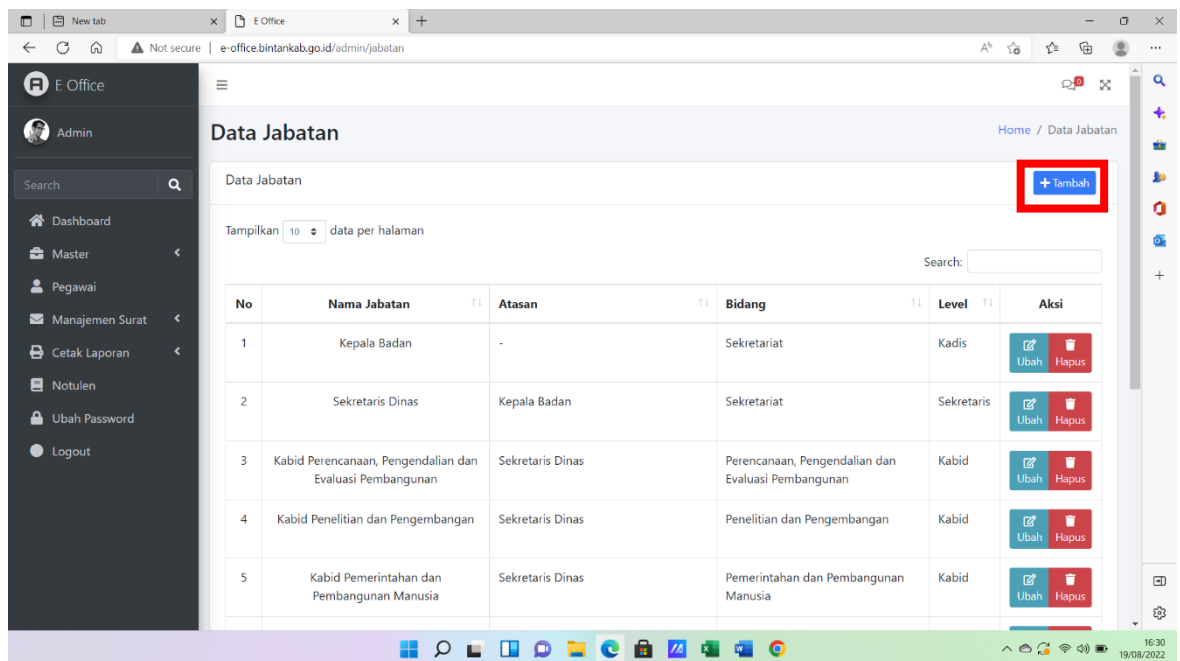 New tab
E Office
Not secure
e-office.bintankab.go.id/admin/jabatan
E Office
Admin
Search
Dashboard
Master
Pegawai
Manajemen Surat
Cetak Laporan
Notulen
Ubah Password
Logout
0
Data Jabatan
Home / Data Jabatan
Data Jabatan
+ Tambah
Tampilkan 10 data per halaman
Search:
No Nama Jabatan Atasan Bidang Level Aksi
1 Kepala Badan - Sekretariat Kadis Ubah Hapus
2 Sekretaris Dinas Kepala Badan Sekretariat Sekretaris Ubah Hapus
3 Kabid Perencanaan, Pengendalian dan Sekretaris Dinas Perencanaan, Pengendalian dan Kabid
Evaluasi Pembangunan Evaluasi Pembangunan Ubah Hapus
4 Kabid Penelitian dan Pengembangan Sekretaris Dinas Penelitian dan Pengembangan Kabid Ubah Hapus
5 Kabid Pemerintahan dan Sekretaris Dinas Pemerintahan dan Pembangunan Kabid
Pembangunan Manusia Manusia Ubah Hapus
16:30
19/08/2022